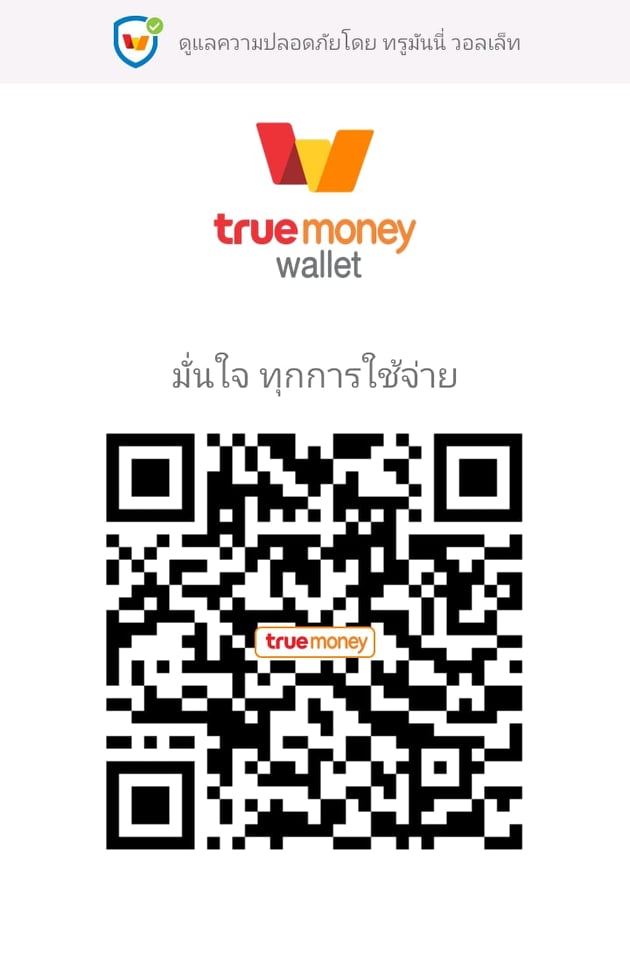 ดูแลความปลอดภัยโดย ทรูมันนี่ วอลเล็ท
truemoney
wallet
มั่นใจ ทุกการใช้จ่าย
truemoney